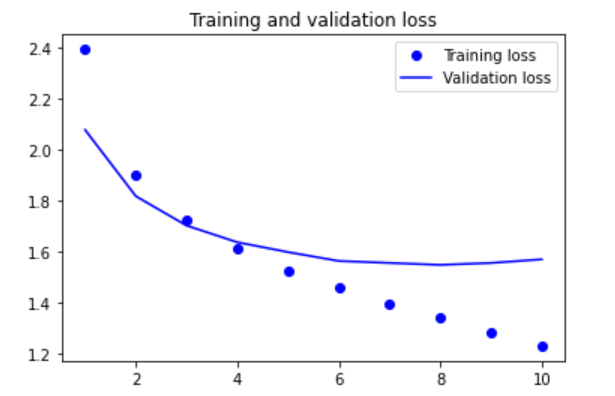 Training and validation loss
Training loss
Validation loss
2.4
2.2
2.0
1.8
1.6
1.4
1.2
2 4 6 8 10